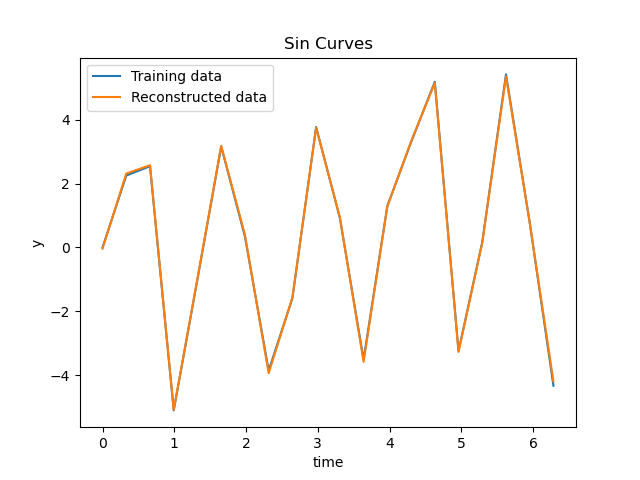 Sin Curves
Training data
Reconstructed data
y
4
2
0
−2
−4
0 1 2 3 4 5 6
time